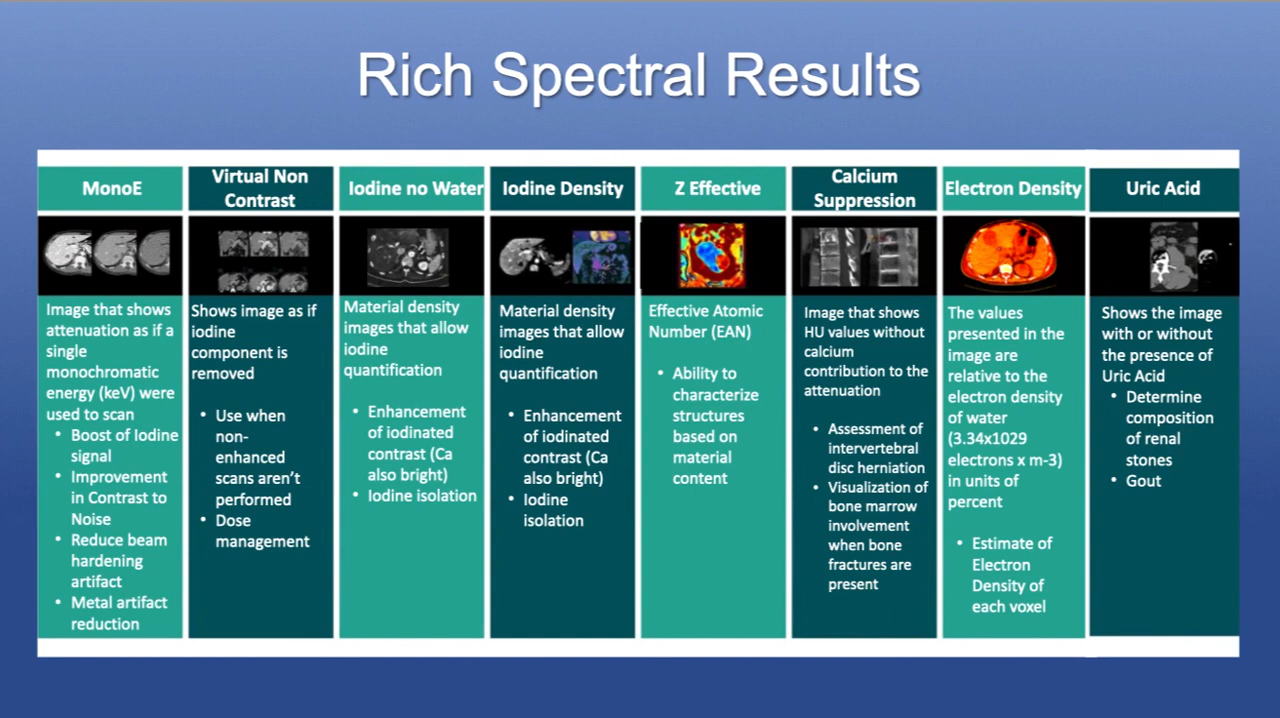 Rich Spectral Results
MonoE
Image that shows
attenuation as if a
single
monochromatic
energy (keV) were
used to scan
• Boost of Iodine
signal
• Improvement
in Contrast to
Noise
• Reduce beam
hardening
artifact
• Metal artifact
reduction
Virtual Non
Contrast
Shows image as if
iodine
component is
removed
• Use when
non-
enhanced
scans aren’t
performed
• Dose
management
Iodine no Water
Material density
images that allow
iodine
quantification
• Enhancement
of iodinated
contrast (Ca
also bright)
• Iodine isolation
Iodine Density
Material density
images that allow
iodine
quantification
• Enhancement
of iodinated
contrast (Ca
also bright)
• Iodine
isolation
Z Effective
Effective Atomic
Number (EAN)
• Ability to
characterize
structures
based on
material
content
Calcium
Suppression
Image that shows
HU values without
calcium
contribution to the
attenuation
• Assessment of
intervertebral
disc herniation
• Visualization of
bone marrow
involvement
when bone
fractures are
present
Electron Density
The values
presented in the
image are
relative to the
electron density
of water
(3.34x1029
electrons x m-3)
in units of
percent
• Estimate of
Electron
Density of
each voxel
Uric Acid
Shows the image
with or without
the presence of
Uric Acid
• Determine
composition
of renal
stones
• Gout